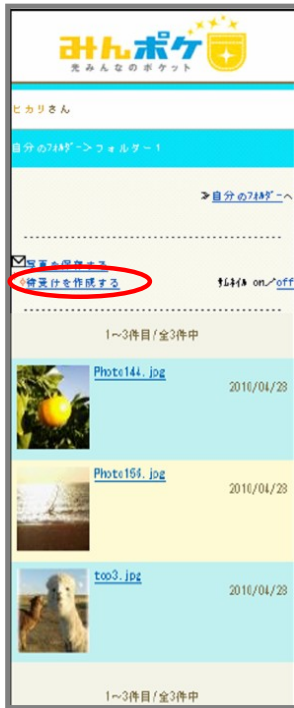 みんポケ
光みんなのポケット
ヒカリさん
自分のﾌｫﾙﾀﾞｰ>フォルダー1
≫自分のﾌｫﾙﾀﾞｰへ
写真を保存する
◇待受けを作成する
ｻﾑﾈｲﾙ on／off
1～3件目/全3件中
Photo144.jpg
2010/04/28
Photo164.jpg
2010/04/28
top3.jpg
2010/04/28
1～3件目/全3件中